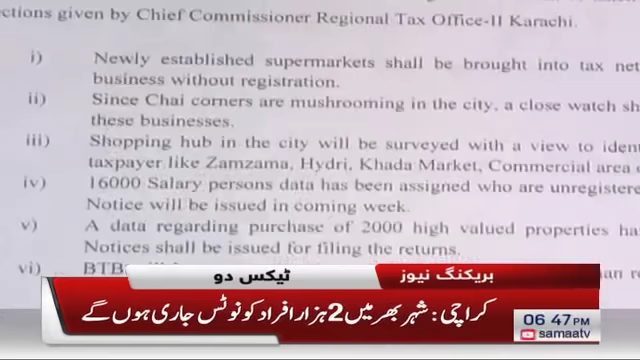 ections given by Chief Commissioner Regional Tax Office-II Karachi.
i) Newly established supermarkets shall be brought into tax net
business without registration.
ii) Since Chai corners are mushrooming in the city, a close watch sh
these businesses.
iii) Shopping hub in the city will be surveyed with a view to ident
taxpayer like Zamzama, Hydri, Khada Market, Commercial area
iv) 16000 Salary persons data has been assigned who are unregistere
Notice will be issued in coming week.
v) A data regarding purchase of 2000 high valued properties ha
Notices shall be issued for filing the returns.
vi) BTB
بریکنگ نیوز
ٹیکس دو
کراچی : شہر بھر میں 2 ہزار افراد کو نوٹس جاری ہوں گے
06 47 PM
samaatv